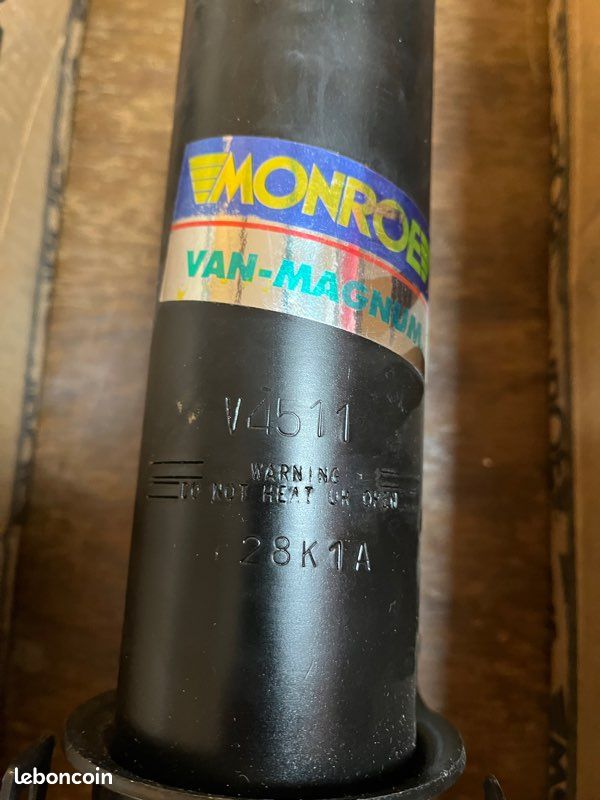 MONROE
VAN-MAGNUM
V4511
WARNING
DO NOT HEAT OR OPEN
28K1A
leboncoin